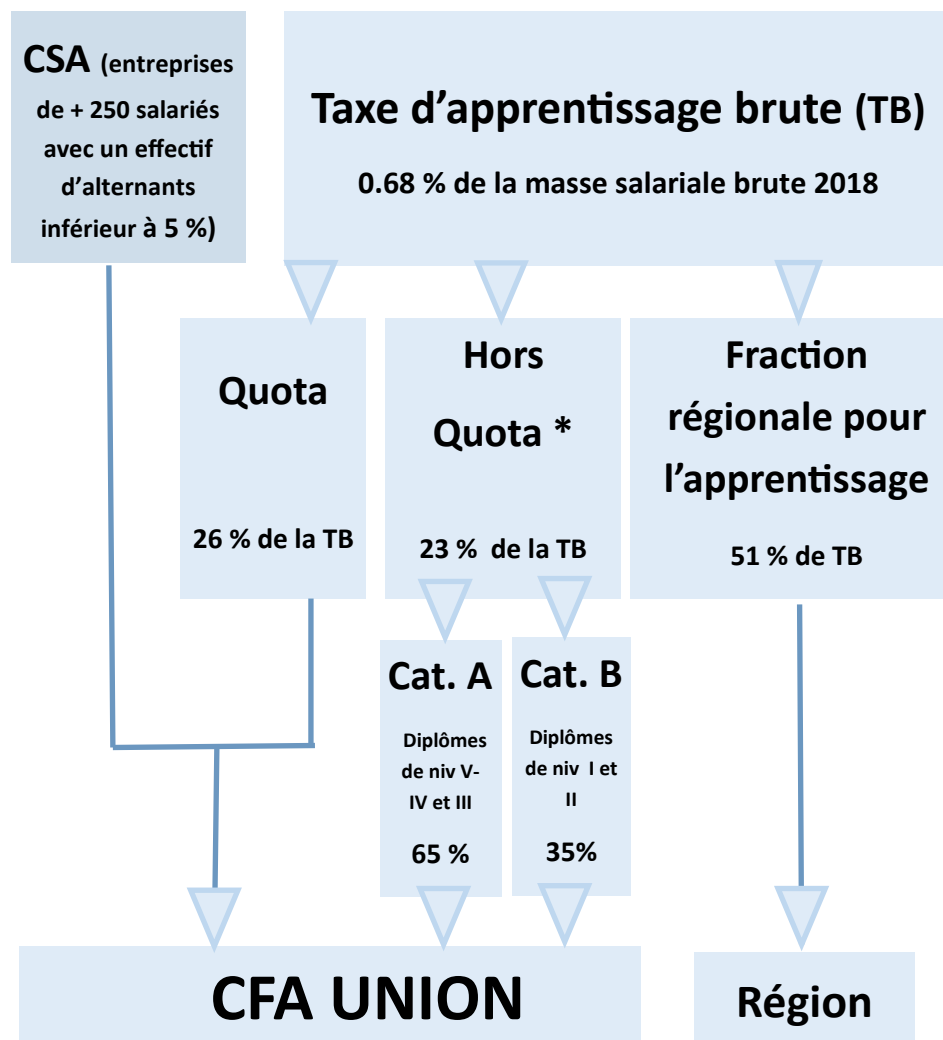 CSA (entreprises
de + 250 salariés
avec un effectif
d'alternants
inférieur à 5 %)
Taxe d'apprentissage brute (TB)
0.68 % de la masse salariale brute 2018
Quota
26 % de la TB
Hors
Quota *
23 % de la TB
Fraction
régionale pour
l'apprentissage
51 % de TB
Cat. A
Diplômes
de niv V-
IV et III
65 %
Cat. B
Diplômes
de niv I et
II
35%
CFA UNION
Région